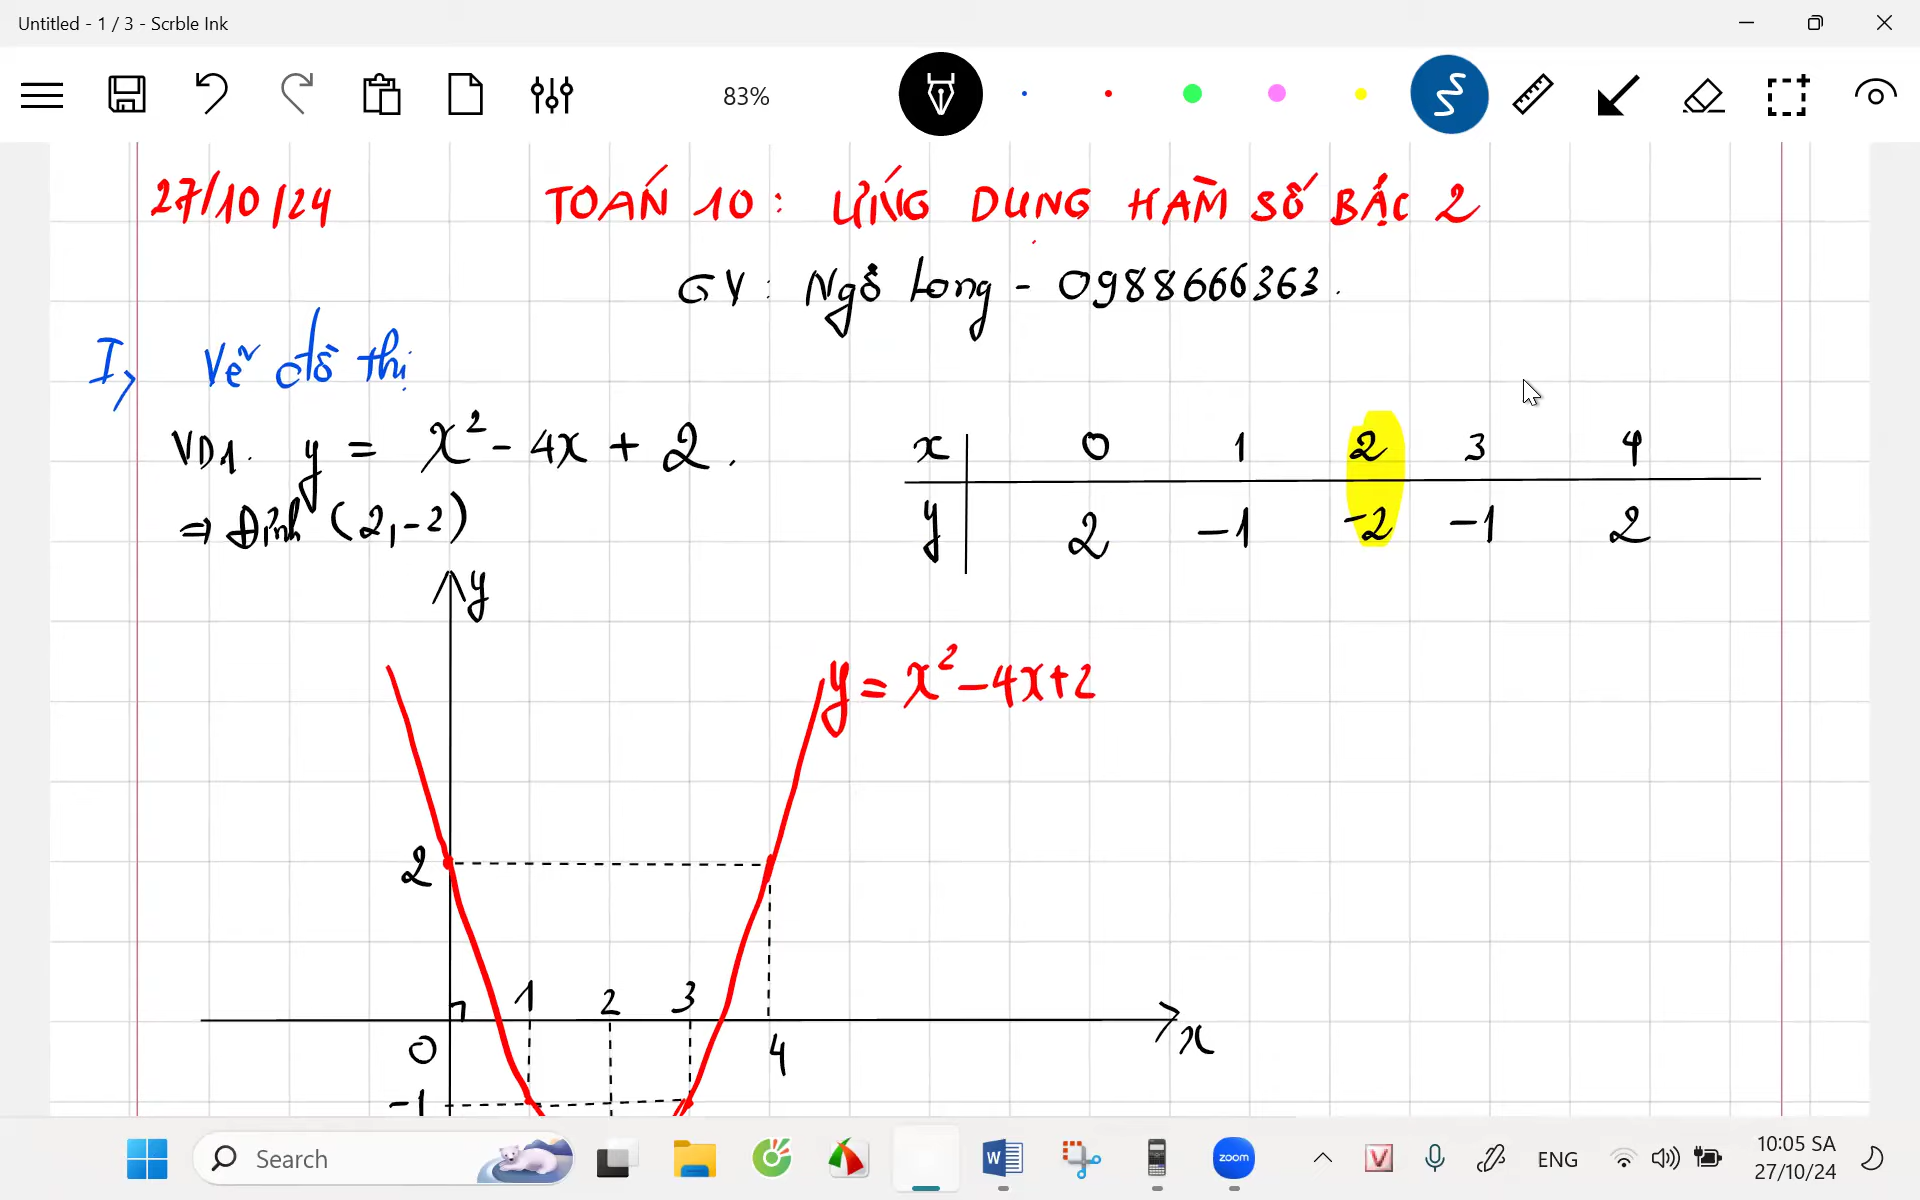 Untitled - 1 / 3 - Scrble Ink
83%
27/10/24 TOÁN 10: ỨNG DỤNG HÀM SỐ BẬC 2
GV: Ngô Long - 0988666363.
I, Vẽ đồ thị
VD1. y = x² - 4x + 2.
x 0 1 2 3 4
⇒ Đỉnh (2, -2)
y 2 -1 -2 -1 2
y
y = x² - 4x + 2
2
1 2 3
0 4 x
-1
Search
ENG
10:05 SA
27/10/24
zoom